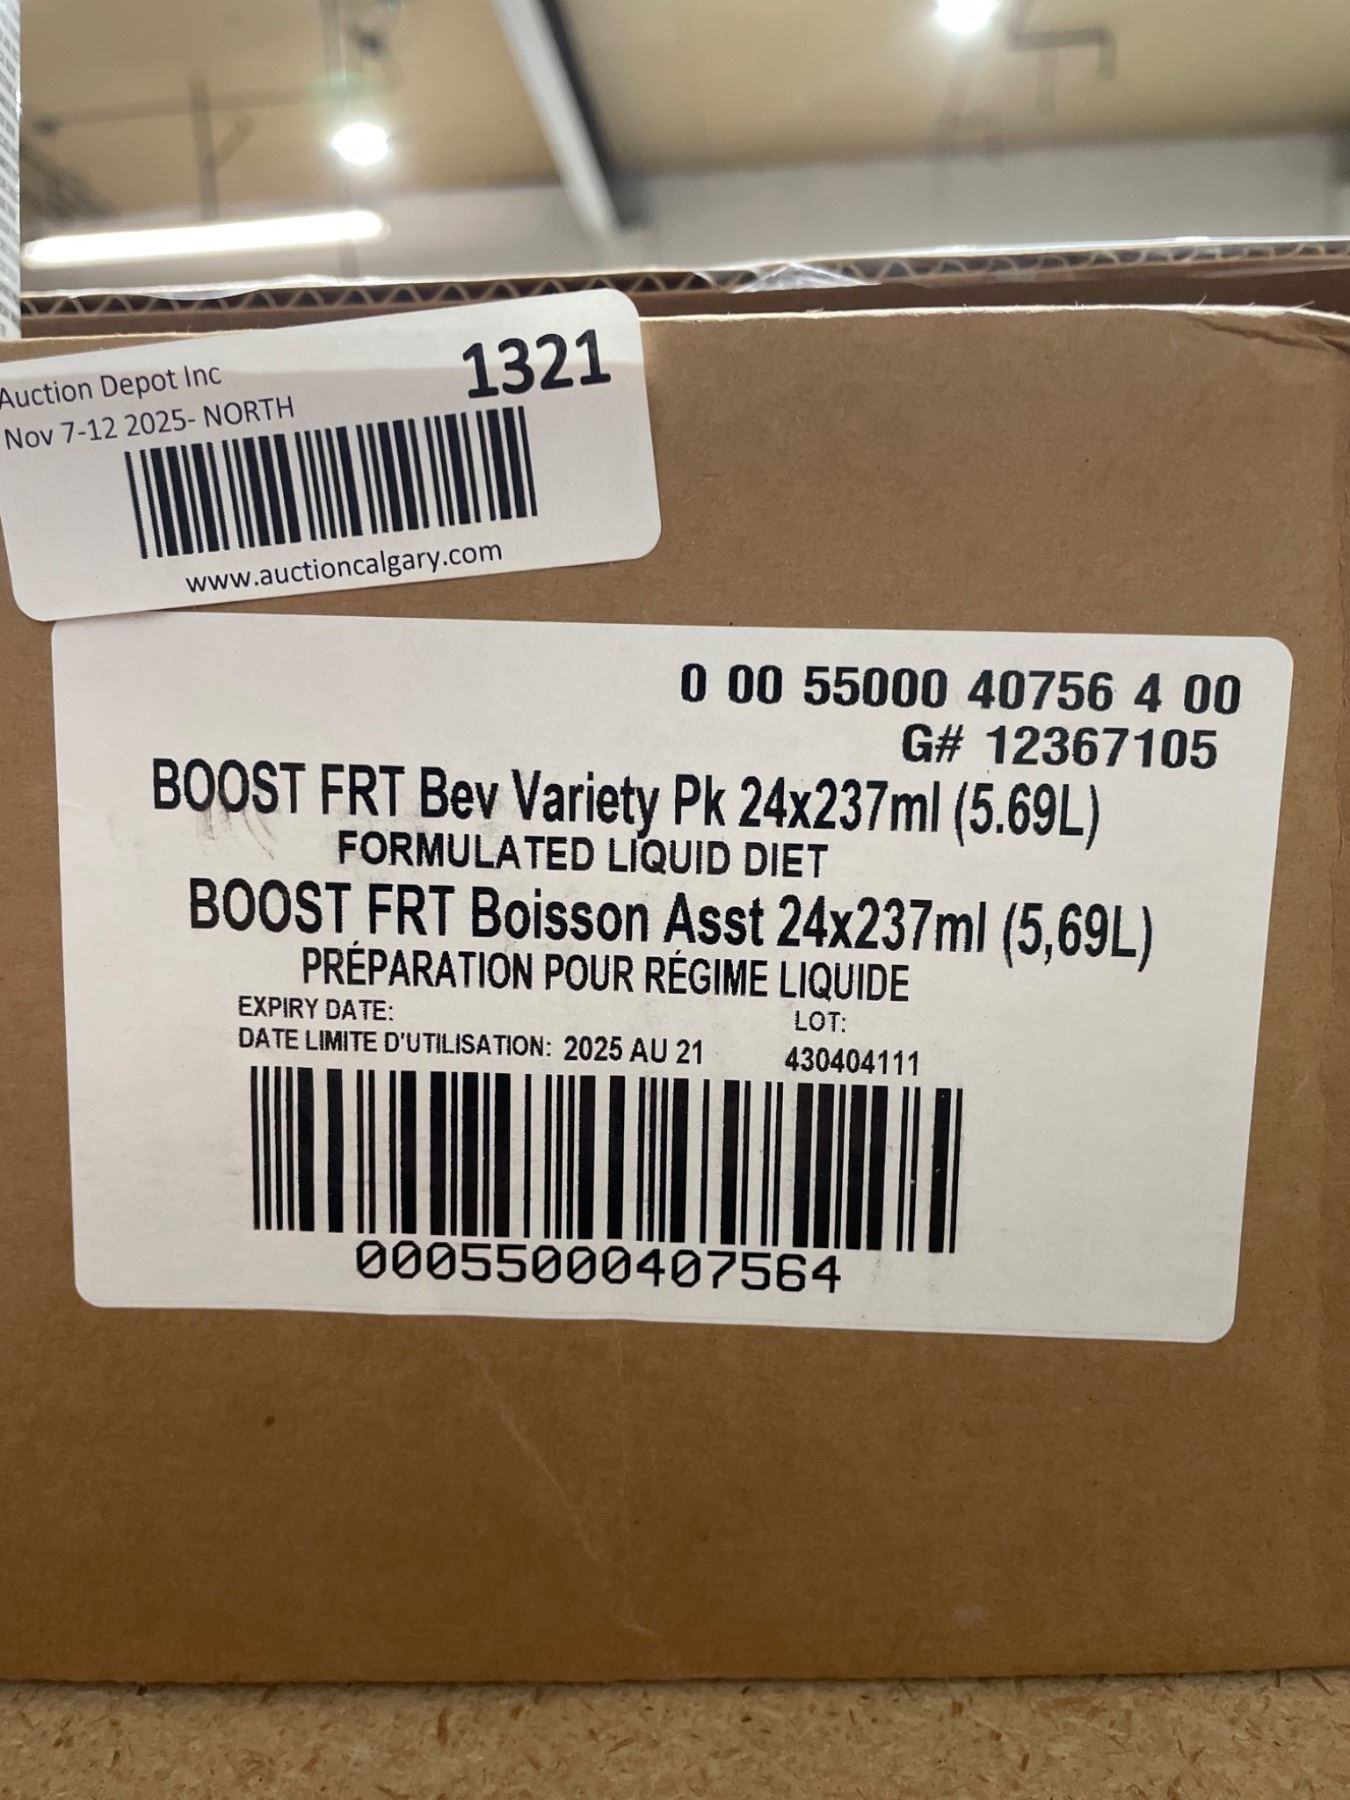 Auction Depot Inc
1321
Nov 7-12 2025- NORTH
www.auctioncalgary.com
0 00 55000 40756 4 00
G# 12367105
BOOST FRT Bev Variety Pk 24x237ml (5.69L)
FORMULATED LIQUID DIET
BOOST FRT Boisson Asst 24x237ml (5,69L)
PRÉPARATION POUR RÉGIME LIQUIDE
EXPIRY DATE:
LOT:
DATE LIMITE D'UTILISATION: 2025 AU 21
430404111
00055000407564